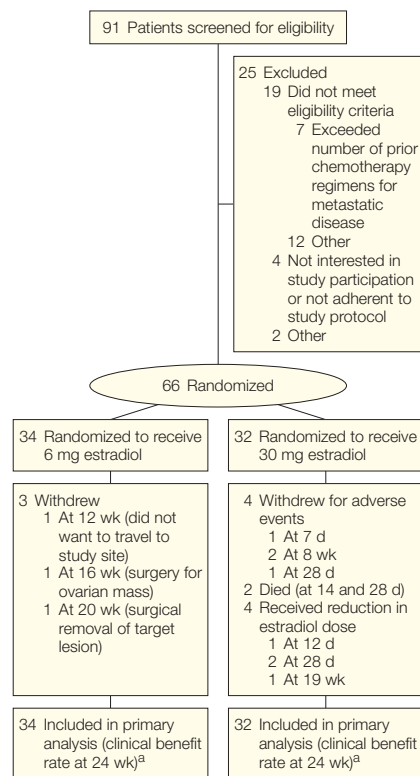 91 Patients screened for eligibility
25 Excluded
19 Did not meet
eligibility criteria
7 Exceeded
number of prior
chemotherapy
regimens for
metastatic
disease
12 Other
4 Not interested in
study participation
or not adherent to
study protocol
2 Other
66 Randomized
34 Randomized to receive
6 mg estradiol
3 Withdrew
1 At 12 wk (did not
want to travel to
study site)
1 At 16 wk (surgery for
ovarian mass)
1 At 20 wk (surgical
removal of target
lesion)
34 Included in primary
analysis (clinical benefit
rate at 24 wk)a
32 Randomized to receive
30 mg estradiol
4 Withdrew for adverse
events
1 At 7 d
2 At 8 wk
1 At 28 d
2 Died (at 14 and 28 d)
4 Received reduction in
estradiol dose
1 At 12 d
2 At 28 d
1 At 19 wk
32 Included in primary
analysis (clinical benefit
rate at 24 wk)a